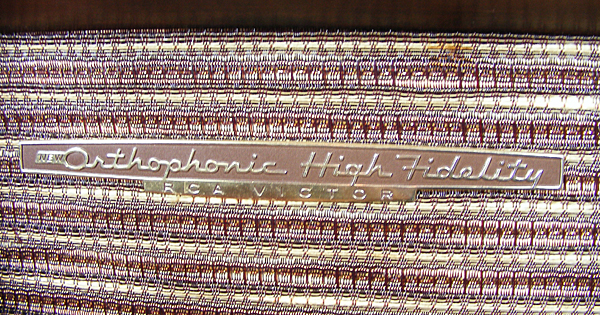 NEW Orthophonic High Fidelity
RCA VICTOR